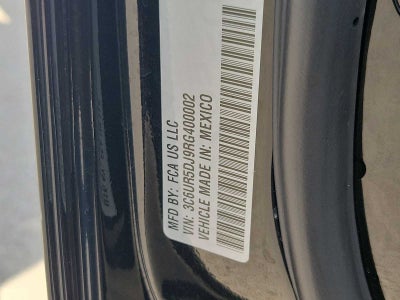 MFD BY: FCA US LLC
VIN: 3C6UR5DJ9RG400002
VEHICLE MADE IN: MEXICO